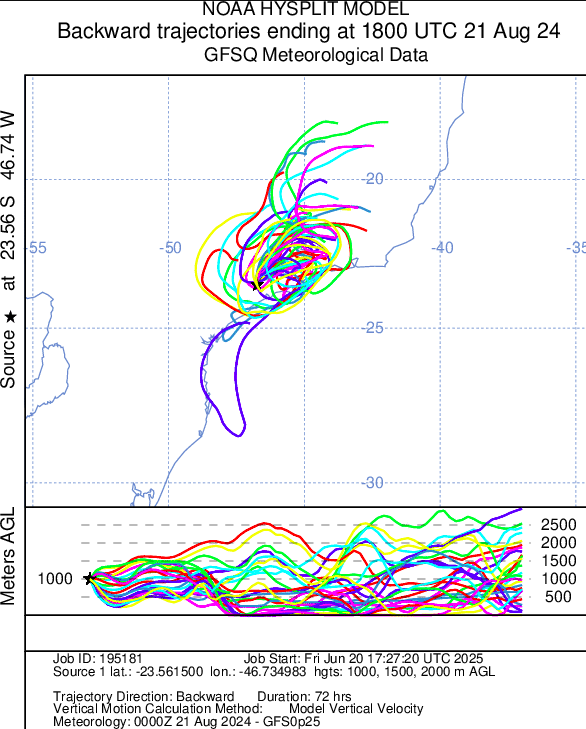 NOAA HYSPLIT MODEL
Backward trajectories ending at 1800 UTC 21 Aug 24
GFSQ Meteorological Data
Source ★ at 23.56 S 46.74 W
-20
-55 -50 -40 -35
-25
-30
Meters AGL
2500
2000
1500
1000 1000
500
Job ID: 195181 Job Start: Fri Jun 20 17:27:20 UTC 2025
Source 1 lat.: -23.561500 lon.: -46.734983 hgts: 1000, 1500, 2000 m AGL
Trajectory Direction: Backward Duration: 72 hrs
Vertical Motion Calculation Method: Model Vertical Velocity
Meteorology: 0000Z 21 Aug 2024 - GFS0p25